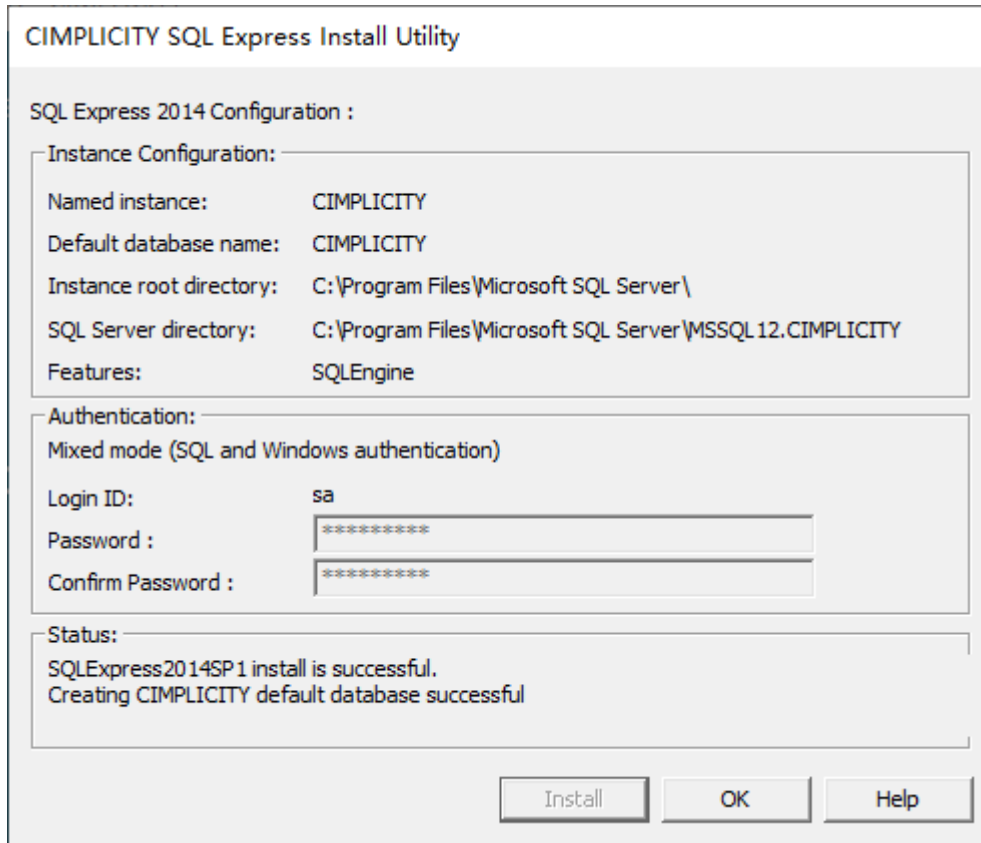 CIMPLICITY SQL Express Install Utility
SQL Express 2014 Configuration :
Instance Configuration:
Named instance: CIMPLICITY
Default database name: CIMPLICITY
Instance root directory: C:\Program Files\Microsoft SQL Server\
SQL Server directory: C:\Program Files\Microsoft SQL Server\MSSQL12.CIMPLICITY
Features: SQLEngine
Authentication:
Mixed mode (SQL and Windows authentication)
Login ID: sa
Password : *********
Confirm Password : *********
Status:
SQLExpress2014SP1 install is successful.
Creating CIMPLICITY default database successful
Install OK Help